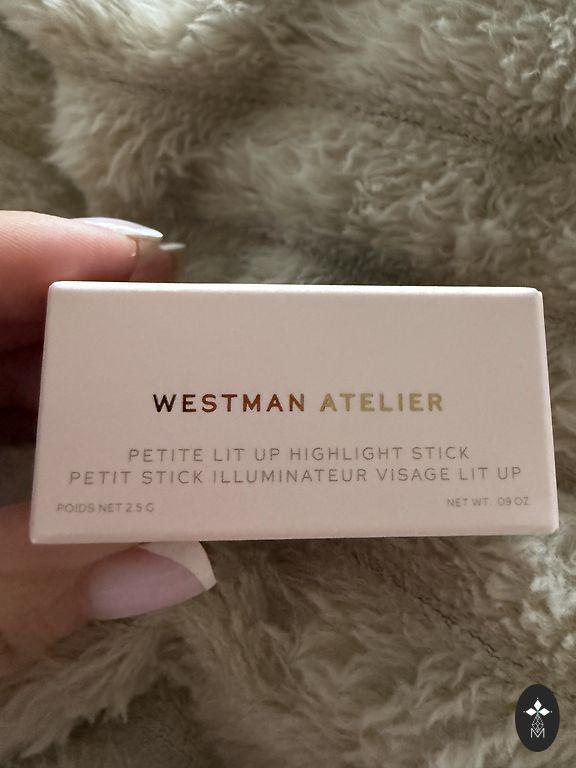 WESTMAN ATELIER
PETITE LIT UP HIGHLIGHT STICK
PETIT STICK ILLUMINATEUR VISAGE LIT UP
POIDS NET 2.5 G NET WT. .09 OZ.
M